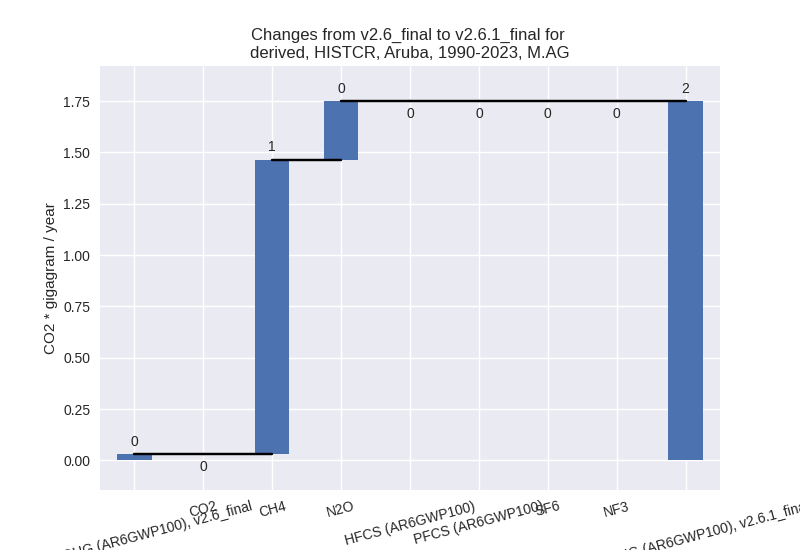 Changes from v2.6_final to v2.6.1_final for
derived, HISTCR, Aruba, 1990-2023, M.AG
CO2 * gigagram / year
1.75
1.50
1.25
1.00
0.75
0.50
0.25
0.00
0
0
1
0
0
0
0
0
2
(AR6GWP100), v2.6_final
CO2
CH4
N2O
HFCS (AR6GWP100)
PFCS (AR6GWP100)
SF6
NF3
(AR6GWP100), v2.6.1_fina